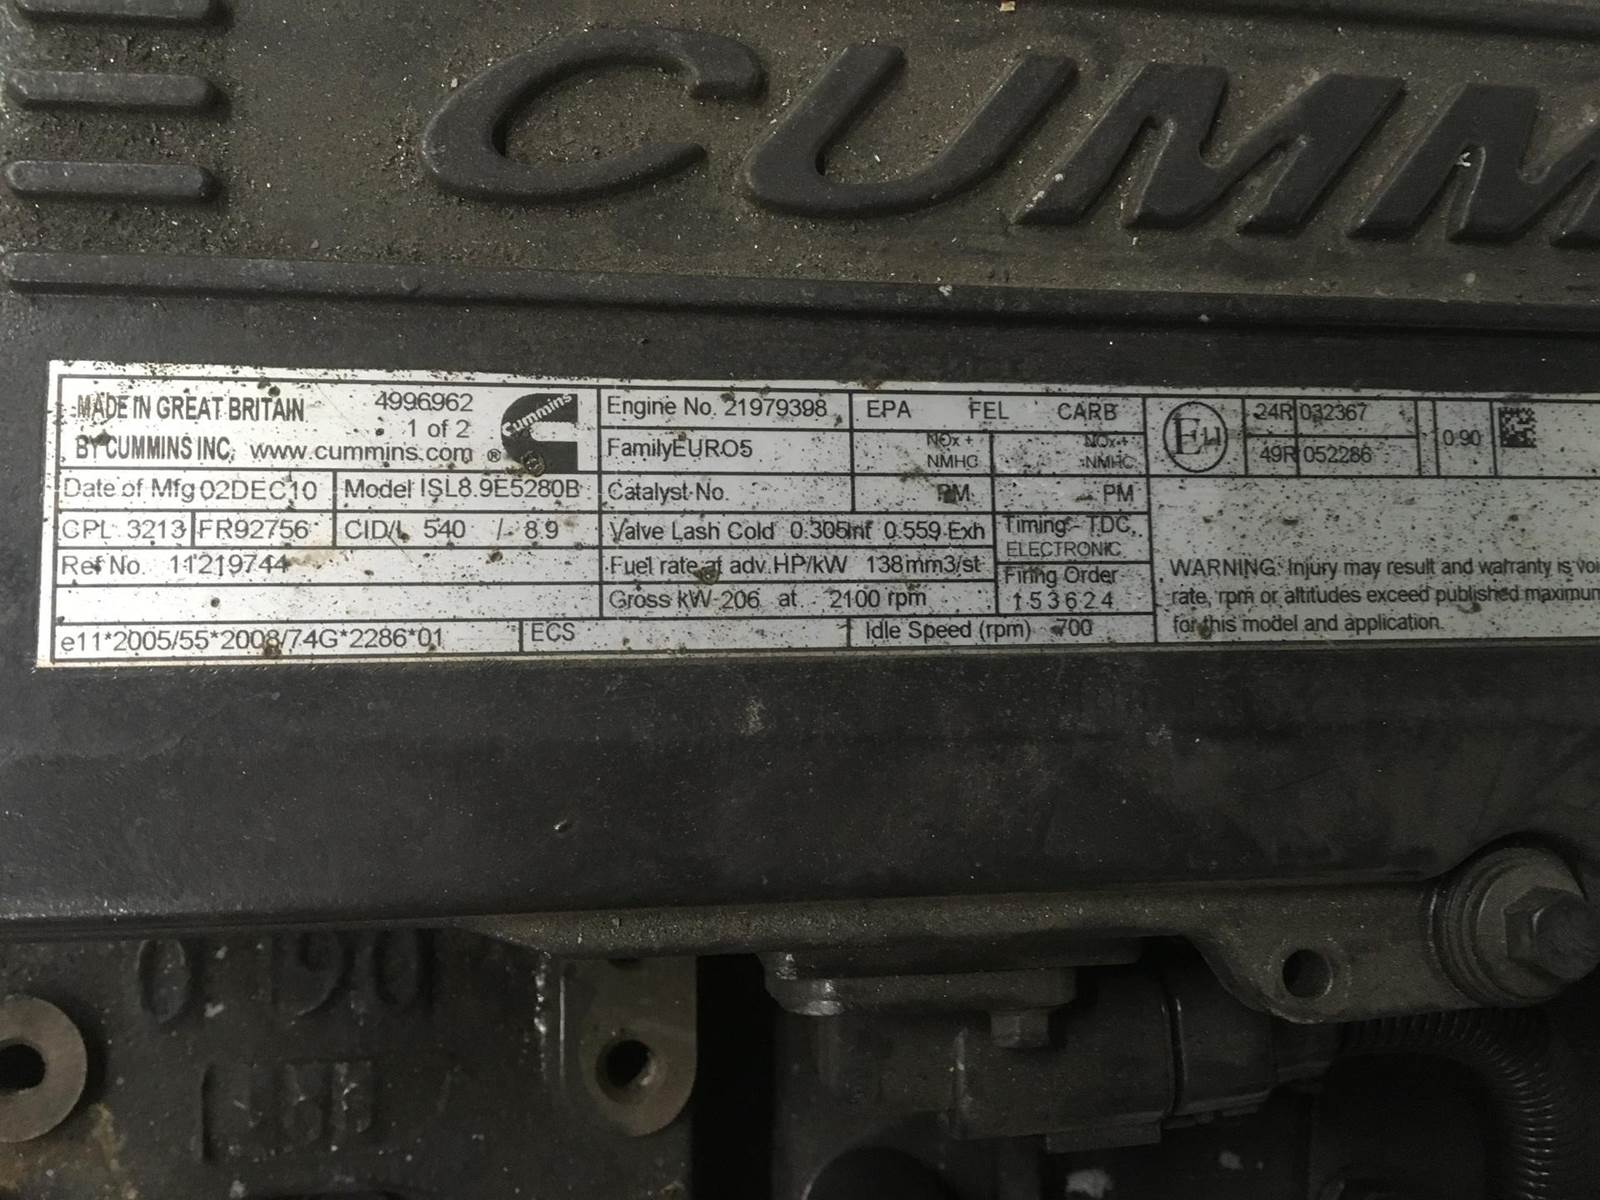 CUMM
MADE IN GREAT BRITAIN 4996962
1 of 2
BY CUMMINS INC, www.cummins.com ®
Cummins
®
Date of Mfg 02DEC10 Model ISL8.9E5280B
CPL 3213 FR92756 CID/L 540 / 8.9
Ref No. 11219744
e11*2005/55*2008/74G*2286*01 ECS
Engine No. 21979398
Family EURO5
Catalyst No.
Valve Lash Cold 0.305Inf 0.559 Exh
Fuel rate at adv. HP/kW 138mm3/st
Gross kW 206 at 2100 rpm
Idle Speed (rpm) 700
EPA FEL CARB
NOx + NMHC NOx + NMHC
PM PM
Timing - TDC
ELECTRONIC
Firing Order
153624
E11 24R 032367
49R 052286
0.90
WARNING: Injury may result and warranty is
rate, rpm or altitudes exceed published
for this model and application.
0190